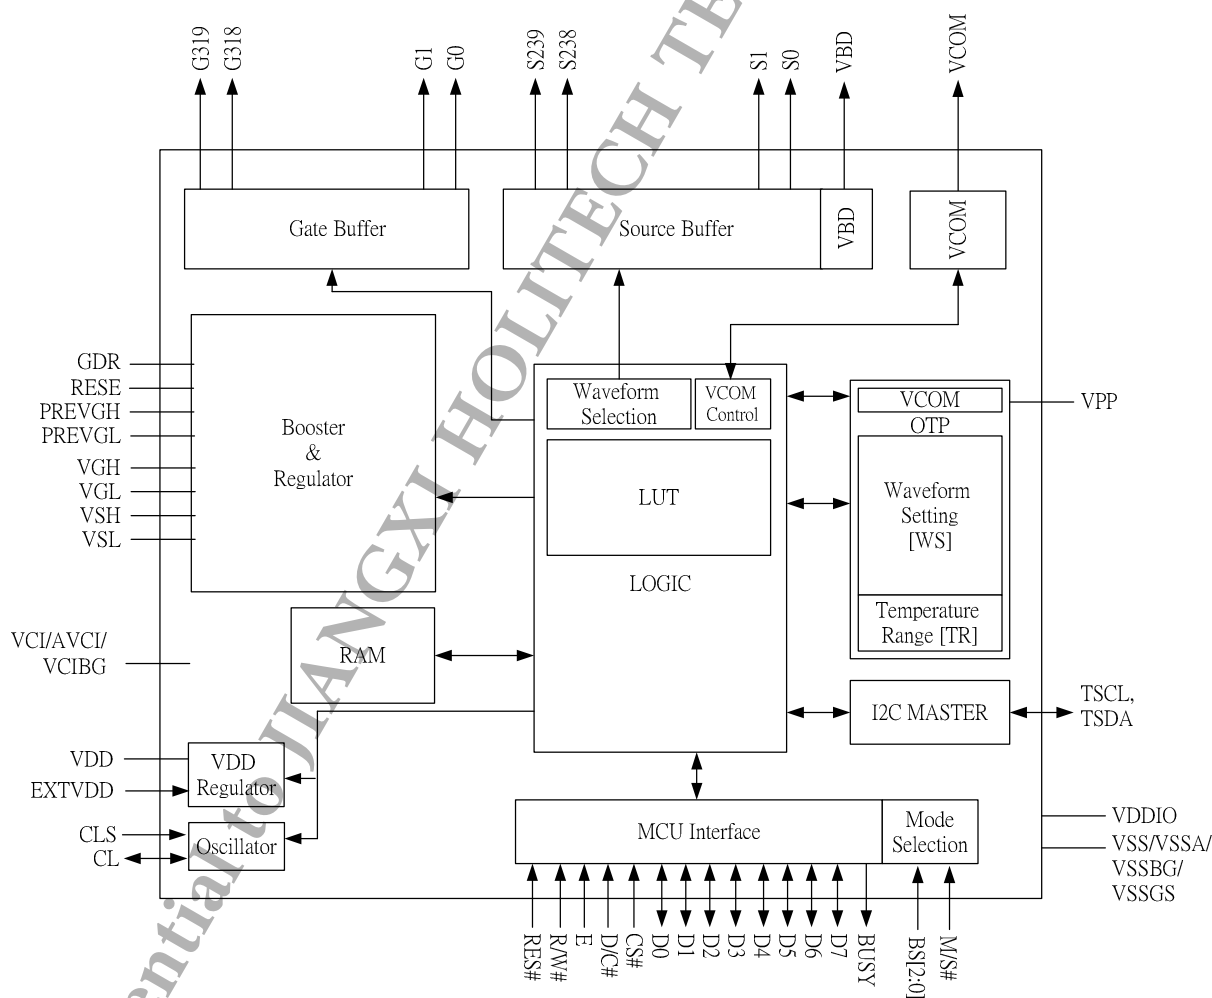 G319
G318
G1
G0
S239
S238
S1
S0
VBD
VCOM
Gate Buffer
Source Buffer
VBD
VCOM
GDR
RESE
PREVGH
PREVGL
VGH
VGL
VSH
VSL
Booster
&
Regulator
Waveform
Selection
VCOM
Control
LUT
LOGIC
VCOM
OTP
Waveform
Setting
[WS]
Temperature
Range [TR]
VPP
VCI/AVCI/
VCIBG
RAM
I2C MASTER
TSCL,
TSDA
VDD
EXTVDD
VDD
Regulator
CLS
CL
Oscillator
MCU Interface
Mode
Selection
VDDIO
VSS/VSSA/
VSSBG/
VSSGS
RES#
R/W#
E
D/C#
CS#
D0
D1
D2
D3
D4
D5
D6
D7
BUSY
BS[2:0]
M/S#
ential to JIANGXI HOLITECH TE